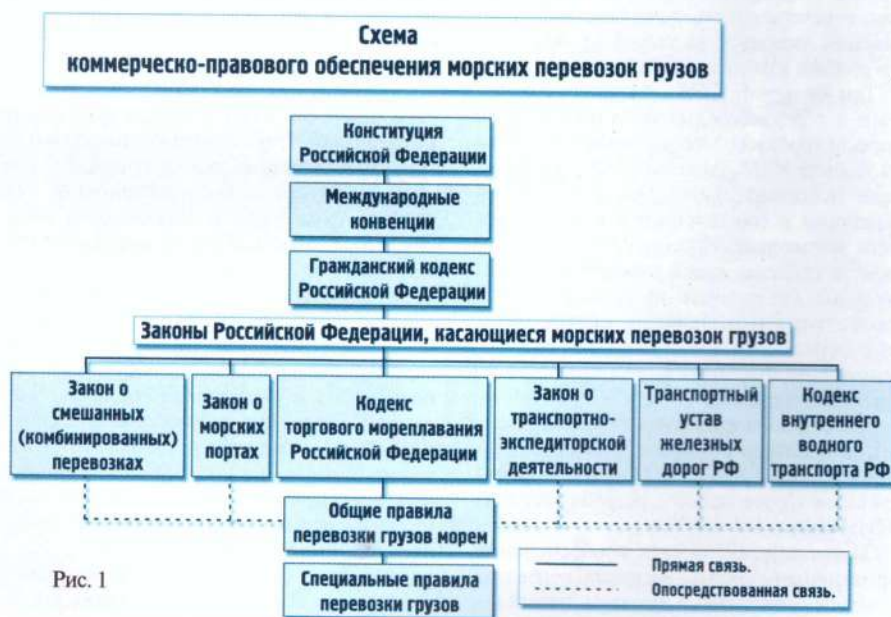 Схема
коммерческо-правового обеспечения морских перевозок грузов
Конституция
Российской Федерации
Международные
конвенции
Гражданский кодекс
Российской Федерации
Законы Российской Федерации, касающиеся морских перевозок грузов
Закон о
смешанных
(комбинированных)
перевозках
Закон о
морских
портах
Кодекс
торгового мореплавания
Российской Федерации
Закон о
транспортно-
экспедиторской
деятельности
Транспортный
устав
железных
дорог РФ
Кодекс
внутреннего
водного
транспорта РФ
Общие правила
перевозки грузов морем
Специальные правила
перевозки грузов
Рис. 1
Прямая связь.
Опосредствованная связь.